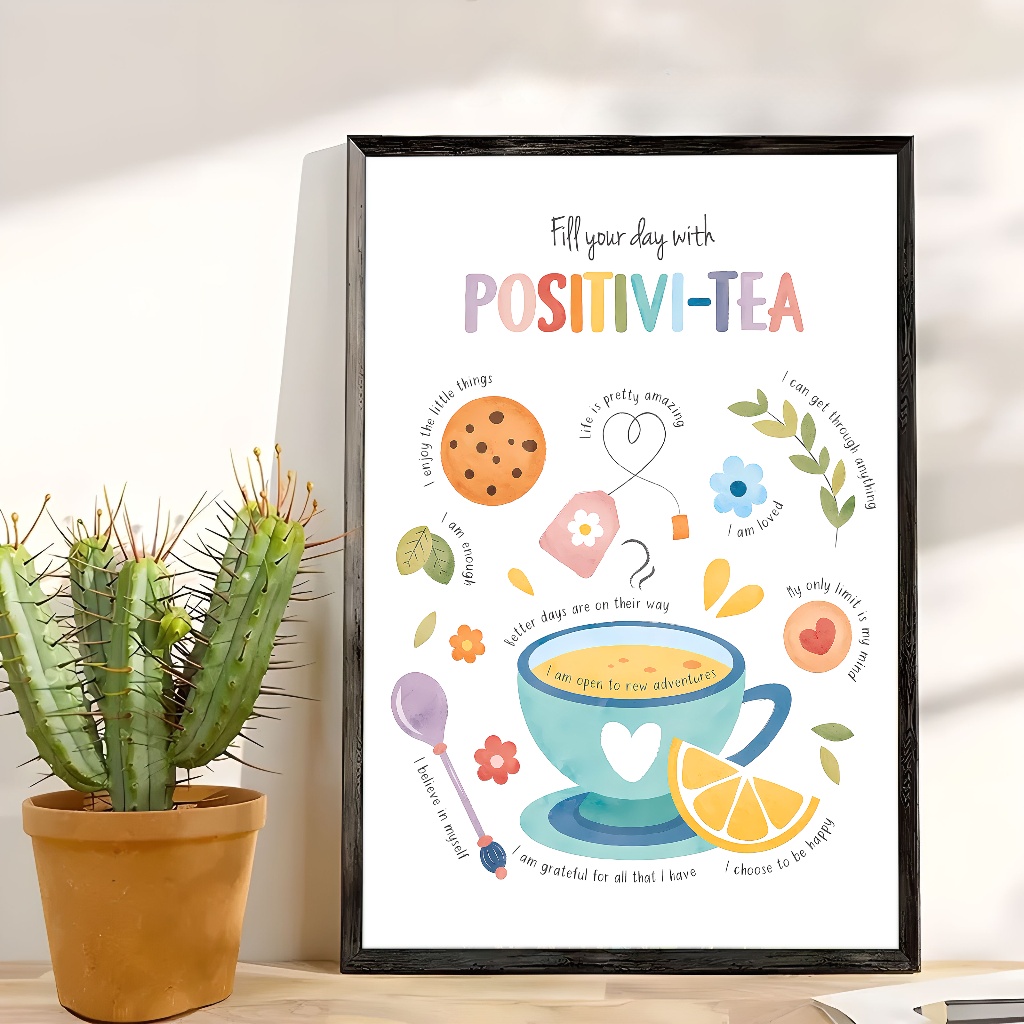 Fill your day with
POSITIVI-TEA
I enjoy the little things
Life is pretty amazing
I can get through anything
I am loved
I am enough
Better days are on their way
My only limit is my mind
I am open to rew adventures
I believe in myself
I am grateful for all that I have
I choose to be happy